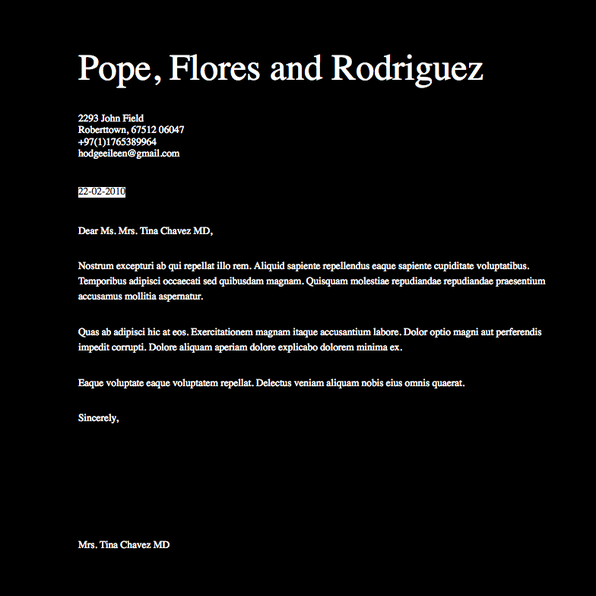 Pope, Flores and Rodriguez
2293 John Field
Roberttown, 67512 06047
+97(1)1765389964
hodgeeileen@gmail.com
22-02-2010
Dear Ms. Mrs. Tina Chavez MD,
Nostrum excepturi ab qui repellat illo rem. Aliquid sapiente repellendus eaque sapiente cupiditate voluptatibus.
Temporibus adipisci occaecati sed quibusdam magnam. Quisquam molestiae repudiandae repudiandae praesentium
accusamus mollitia aspernatur.
Quas ab adipisci hic at eos. Exercitationem magnam itaque accusantium labore. Dolor optio magni aut perferendis
impedit corrupti. Dolore aliquam aperiam dolore explicabo dolorem minima ex.
Eaque voluptate eaque voluptatem repellat. Delectus veniam aliquam nobis eius omnis quaerat.
Sincerely,
Mrs. Tina Chavez MD